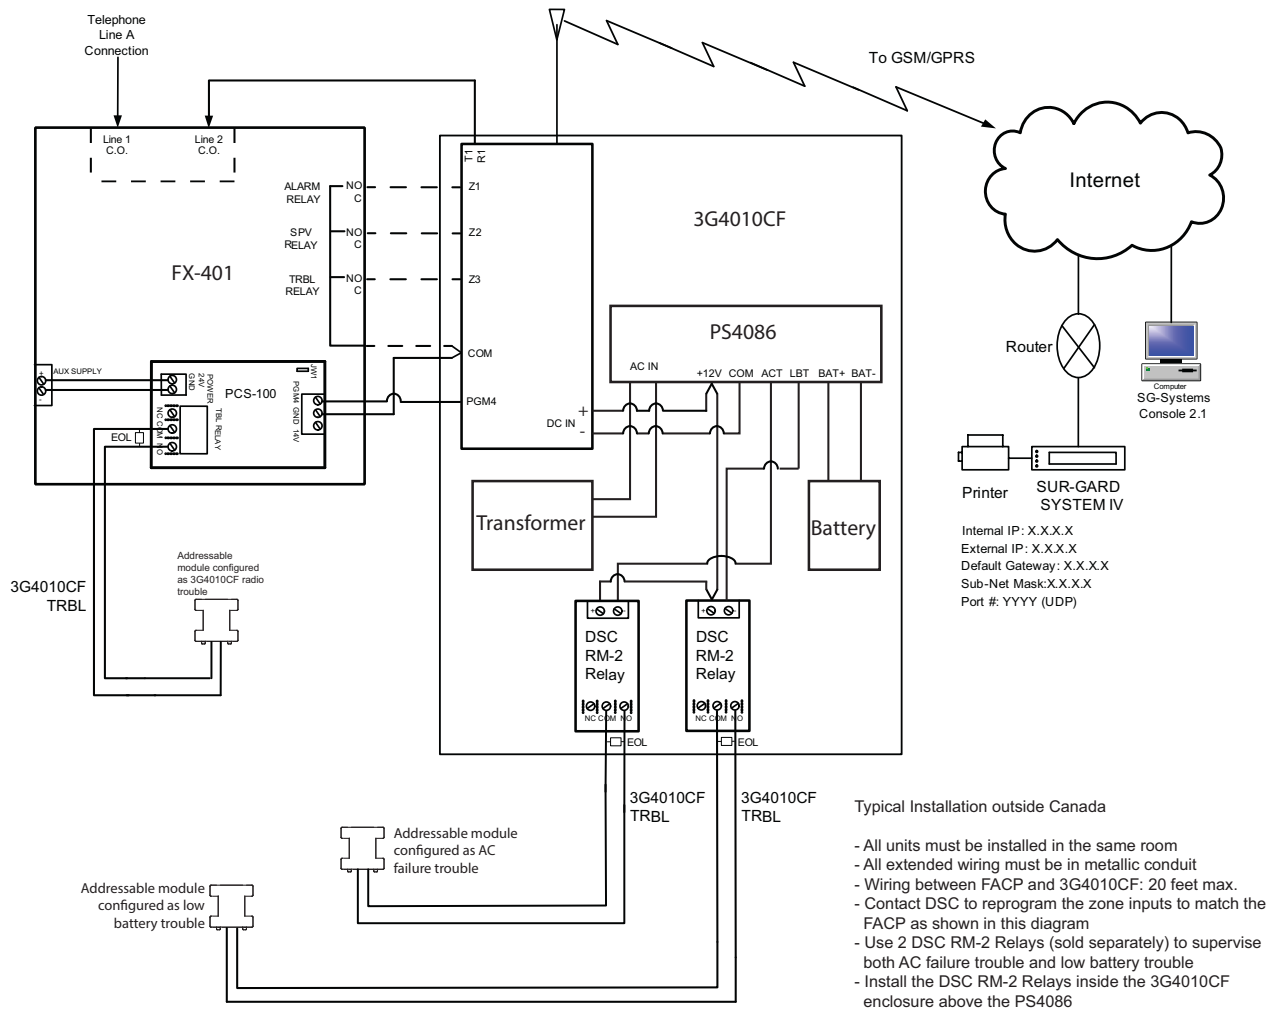 Telephone
Line A
Connection
To GSM/GPRS
Line 1
C.O.
Line 2
C.O.
T1
R1
ALARM
RELAY
NO
C
Z1
SPV
RELAY
NO
C
Z2
TRBL
RELAY
NO
C
Z3
FX-401
3G4010CF
Internet
COM
PGM4
+
DC IN
-
PS4086
AC IN
+12V
COM
ACT
LBT
BAT+
BAT-
AUX SUPPLY
+
-
POWER
24V
GND
PCS-100
JW1
PGM4
GND
14V
TBL RELAY
NC
COM
NO
EOL
Router
Computer
SG-Systems
Console 2.1
Printer
SUR-GARD
SYSTEM IV
Internal IP: X.X.X.X
External IP: X.X.X.X
Default Gateway: X.X.X.X
Sub-Net Mask:X.X.X.X
Port #: YYYY (UDP)
Transformer
Battery
Addressable
module configured
as 3G4010CF radio
trouble
3G4010CF
TRBL
+
-
DSC
RM-2
Relay
NC COM NO
EOL
+
-
DSC
RM-2
Relay
NC COM NO
EOL
3G4010CF
TRBL
3G4010CF
TRBL
Addressable module
configured as AC
failure trouble
Addressable module
configured as low
battery trouble
Typical Installation outside Canada
- All units must be installed in the same room
- All extended wiring must be in metallic conduit
- Wiring between FACP and 3G4010CF: 20 feet max.
- Contact DSC to reprogram the zone inputs to match the
FACP as shown in this diagram
- Use 2 DSC RM-2 Relays (sold separately) to supervise
both AC failure trouble and low battery trouble
- Install the DSC RM-2 Relays inside the 3G4010CF
enclosure above the PS4086